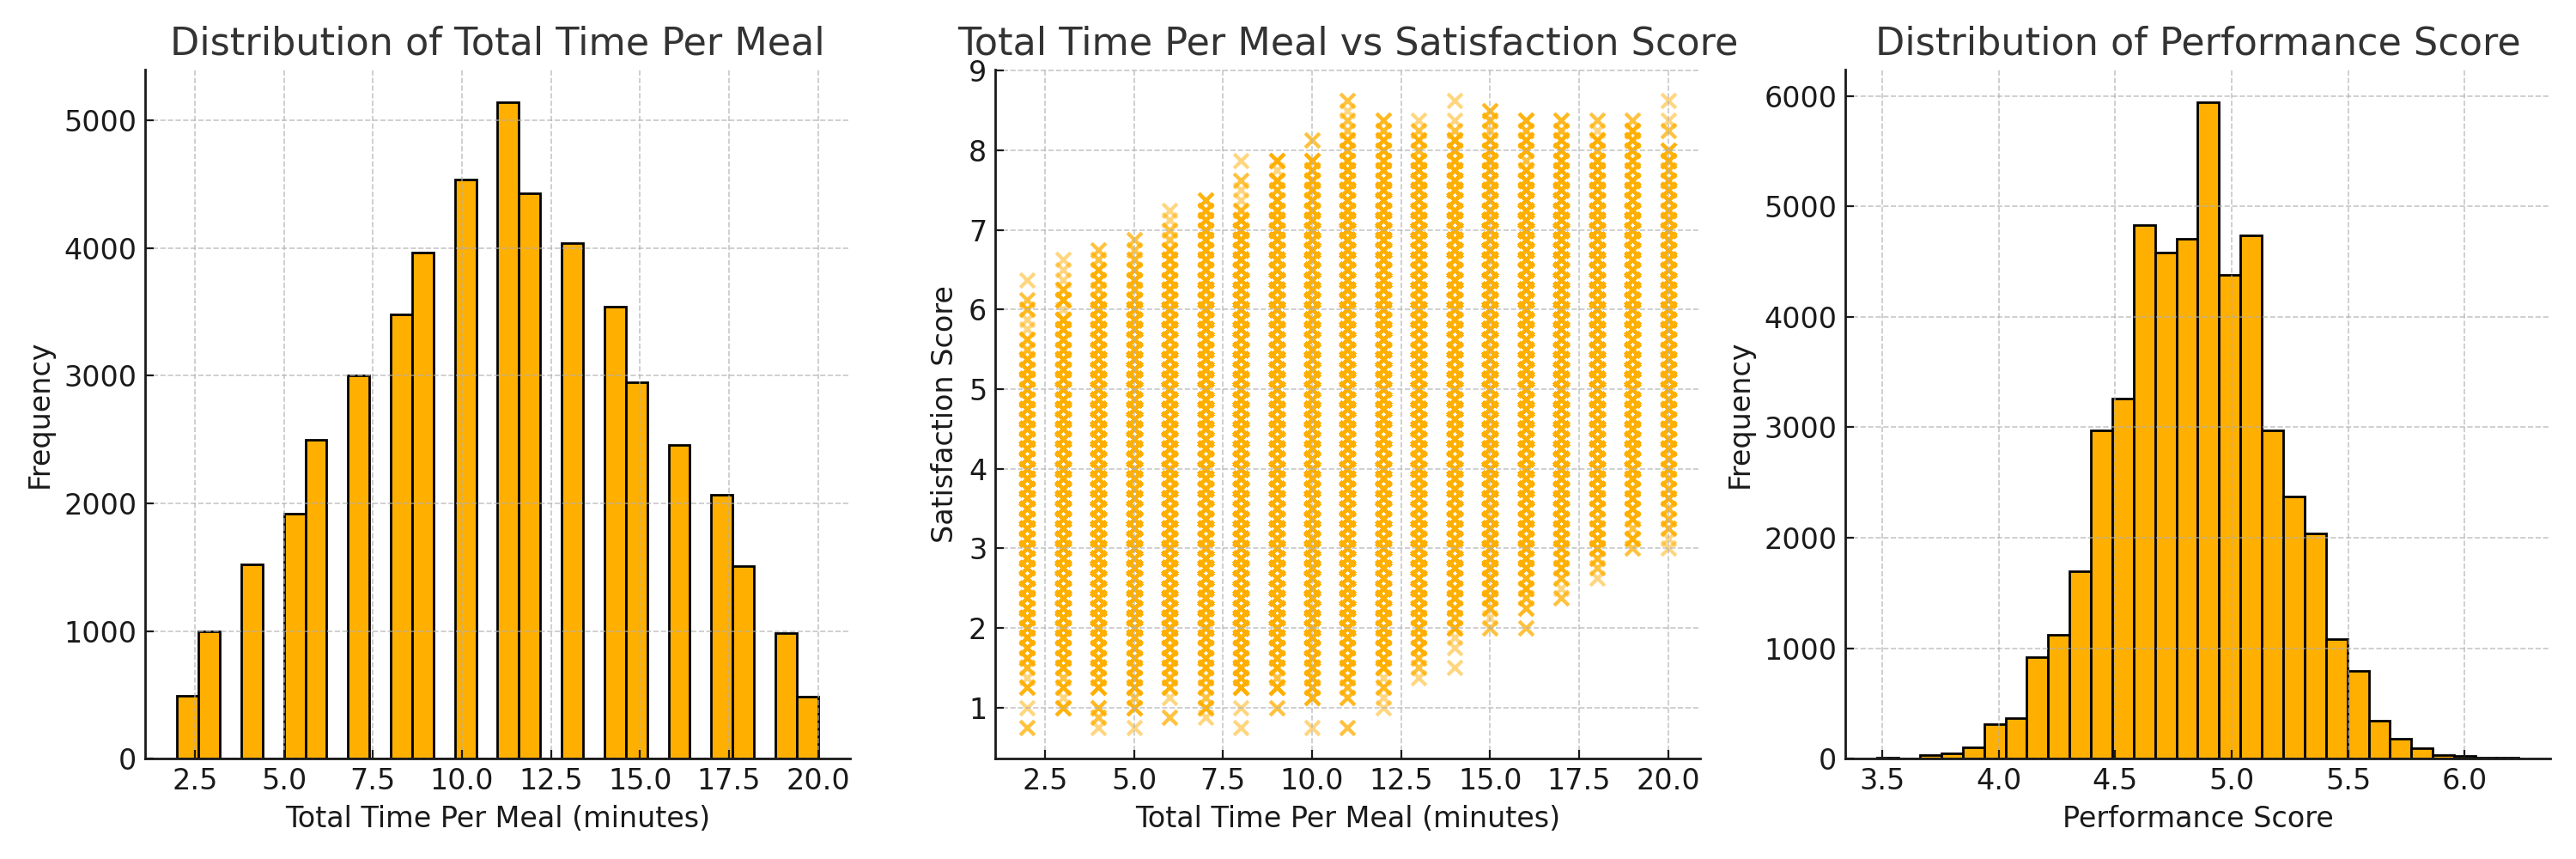 Distribution of Total Time Per Meal
5000
4000
3000
2000
1000
0
Frequency
2.5 5.0 7.5 10.0 12.5 15.0 17.5 20.0
Total Time Per Meal (minutes)
Total Time Per Meal vs Satisfaction Score
9
8
7
6
5
4
3
2
1
Satisfaction Score
2.5 5.0 7.5 10.0 12.5 15.0 17.5 20.0
Total Time Per Meal (minutes)
Distribution of Performance Score
6000
5000
4000
3000
2000
1000
0
Frequency
3.5 4.0 4.5 5.0 5.5 6.0
Performance Score